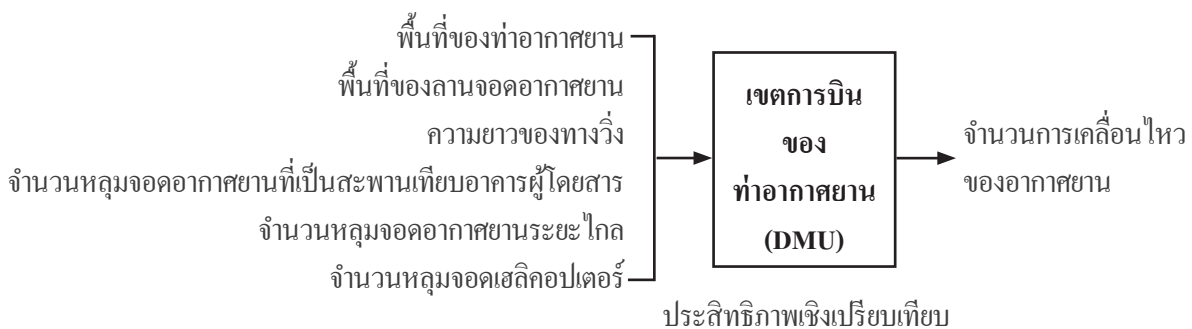 พื้นที่ของท่าอากาศยาน
พื้นที่ของลานจอดอากาศยาน
ความยาวของทางวิ่ง
จำนวนหลุมจอดอากาศยานที่เป็นสะพานเทียบอาคารผู้โดยสาร
จำนวนหลุมจอดอากาศยานระยะไกล
จำนวนหลุมจอดเฮลิคอปเตอร์
เขตการบิน
ของ
ท่าอากาศยาน
(DMU)
จำนวนการเคลื่อนไหว
ของอากาศยาน
ประสิทธิภาพเชิงเปรียบเทียบ